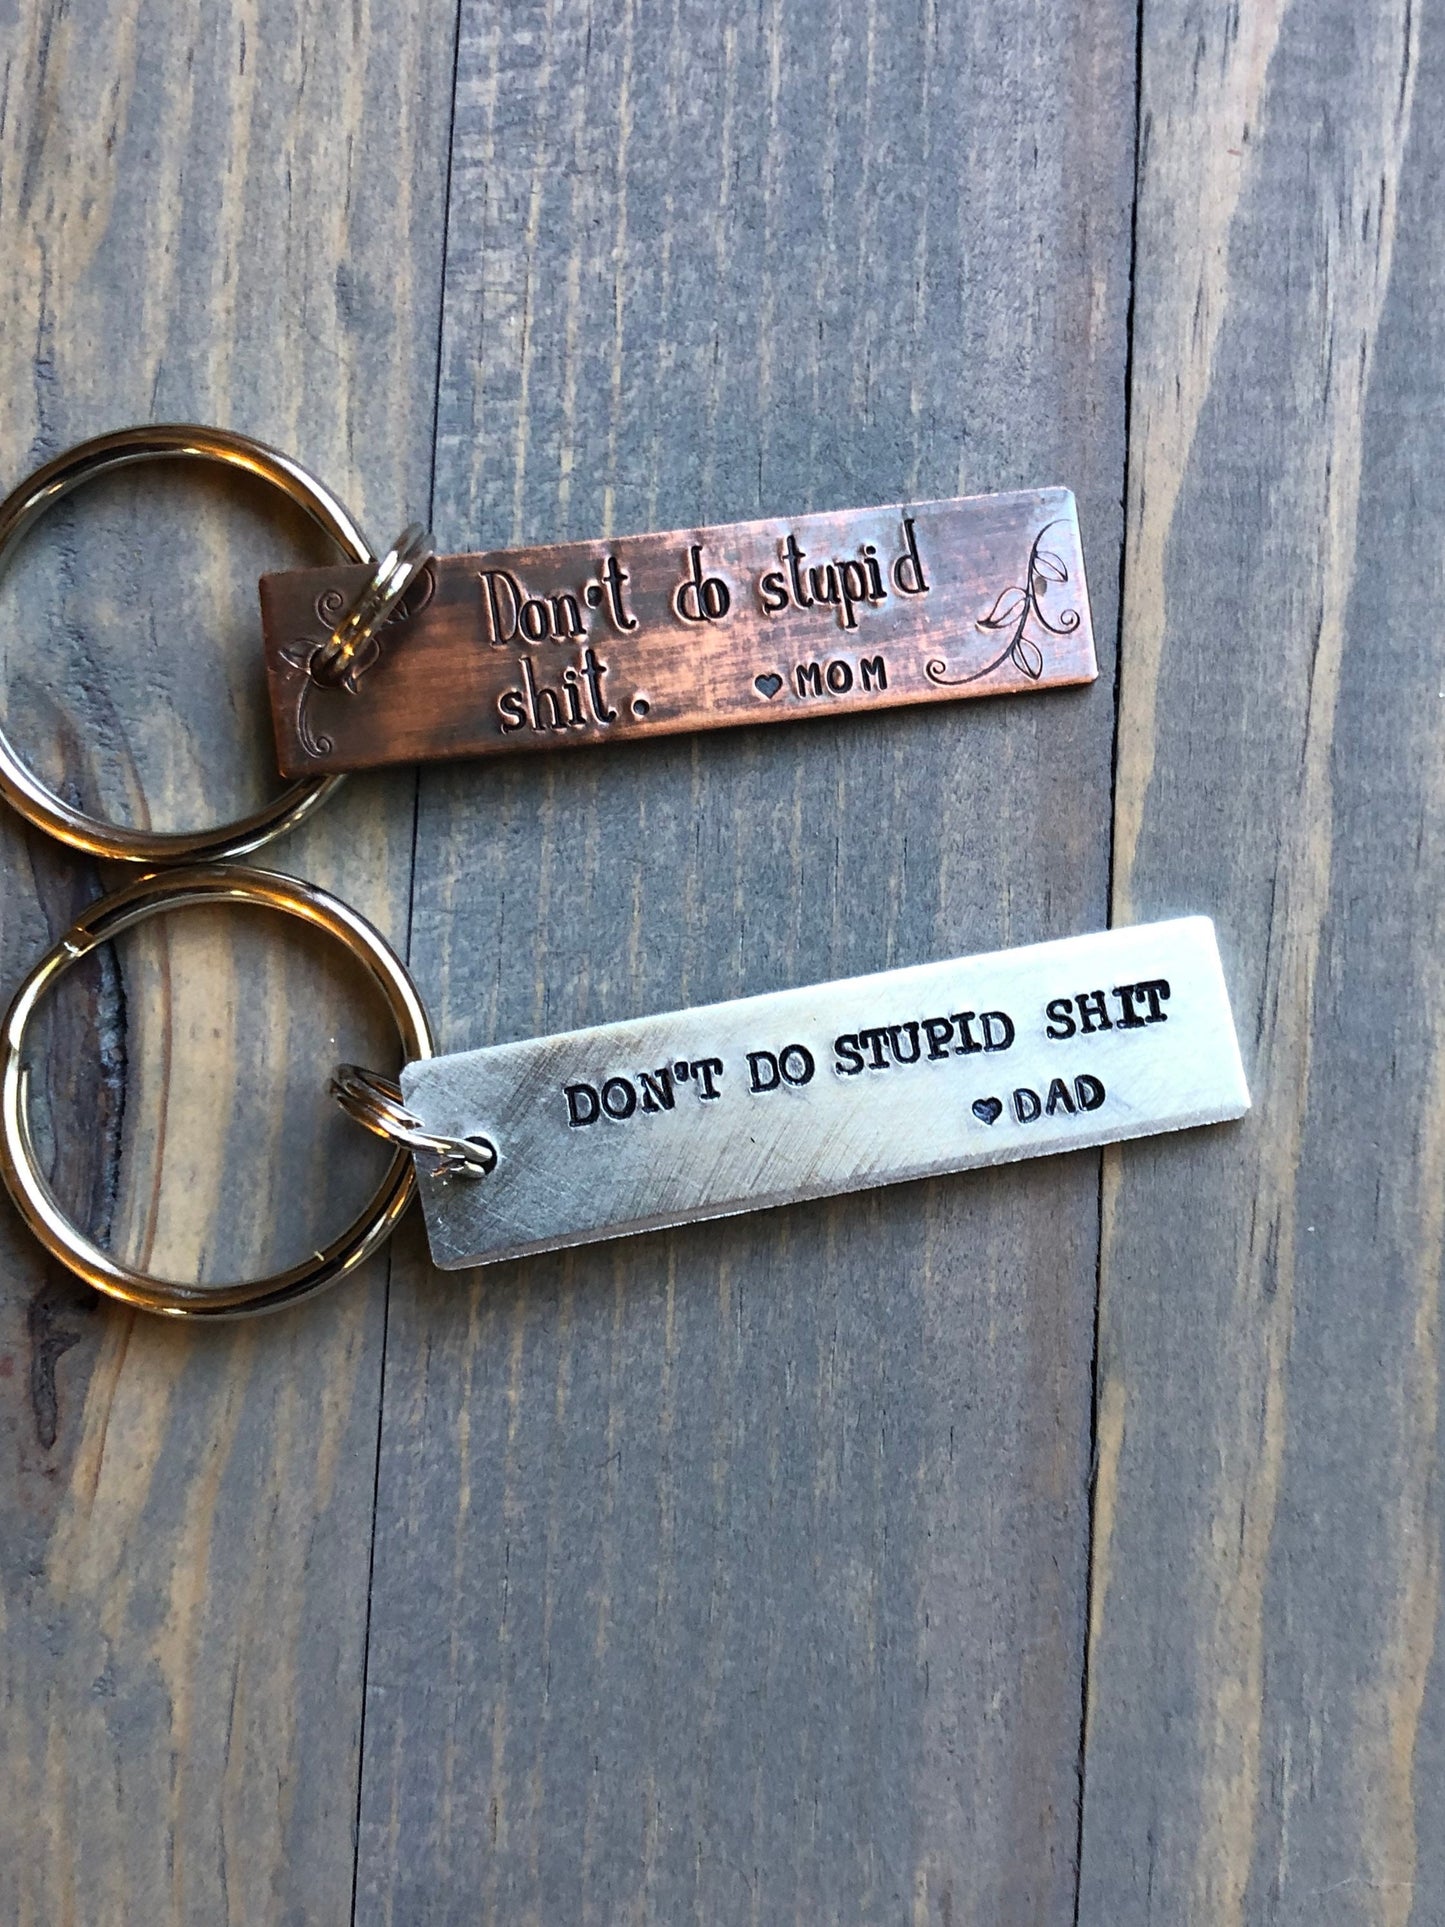 Don't do stupid
shit. ♥MOM
DON'T DO STUPID SHIT
♥DAD